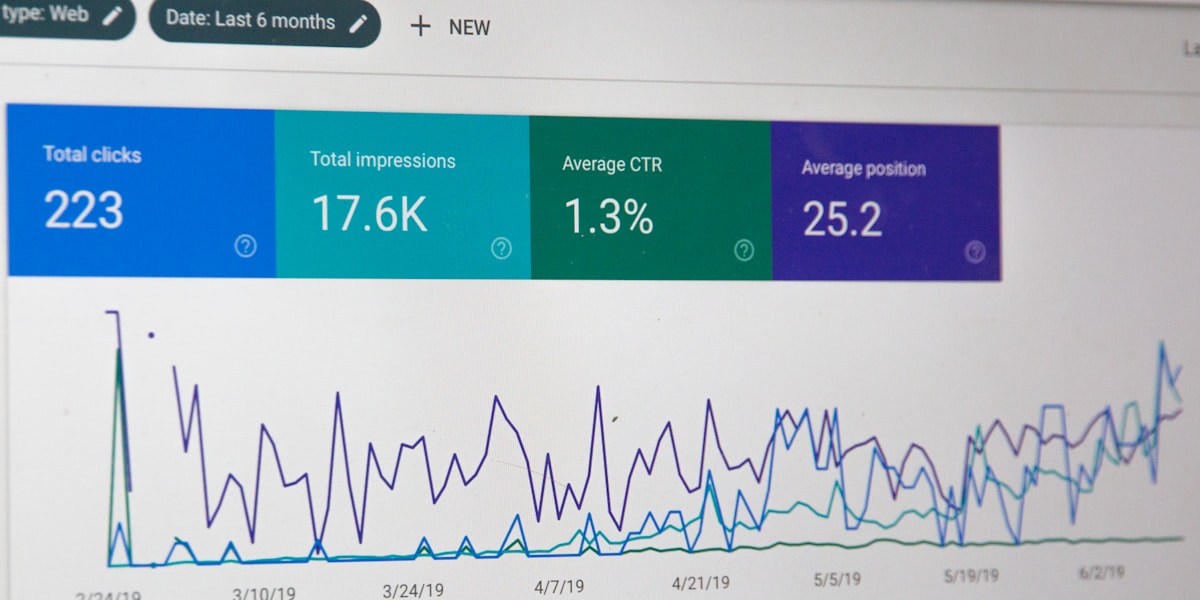 type: Web
Date: Last 6 months
+ NEW
La
Total clicks
223
Total impressions
17.6K
Average CTR
1.3%
Average position
25.2
2/24/19
3/10/19
3/24/19
4/7/19
4/21/19
5/5/19
5/19/19
6/2/19